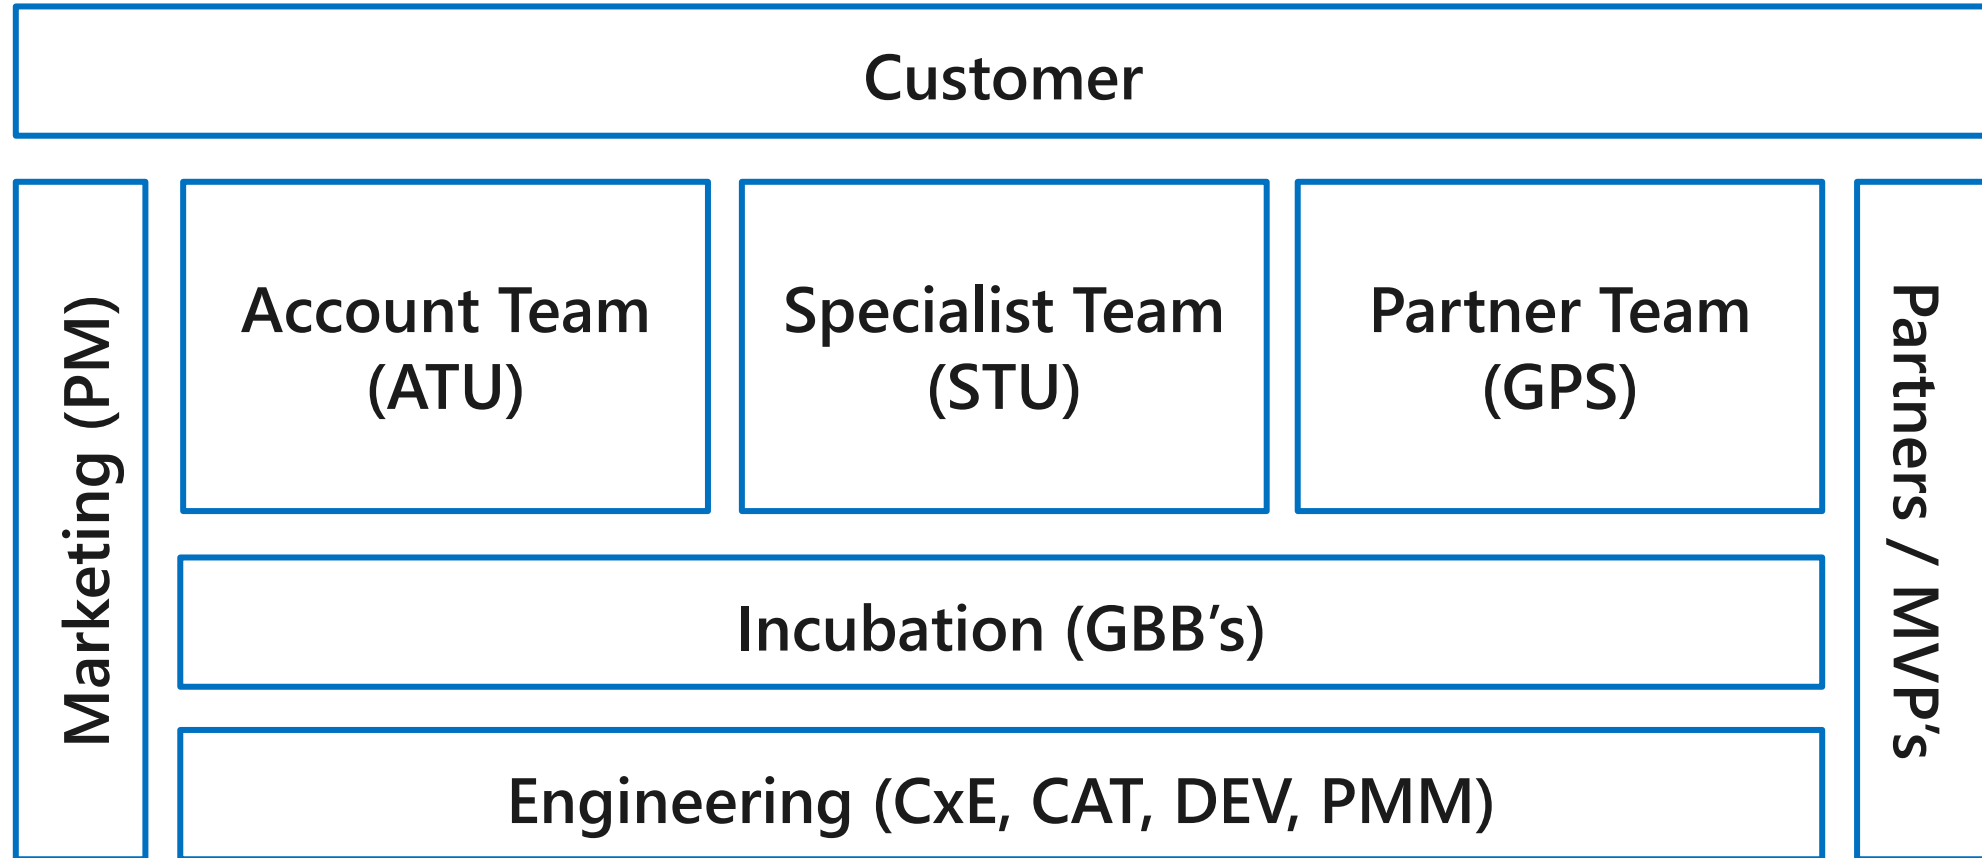 Customer
Marketing (PM)
Account Team
(ATU)
Specialist Team
(STU)
Partner Team
(GPS)
Partners / MVP's
Incubation (GBB’s)
Engineering (CxE, CAT, DEV, PMM)